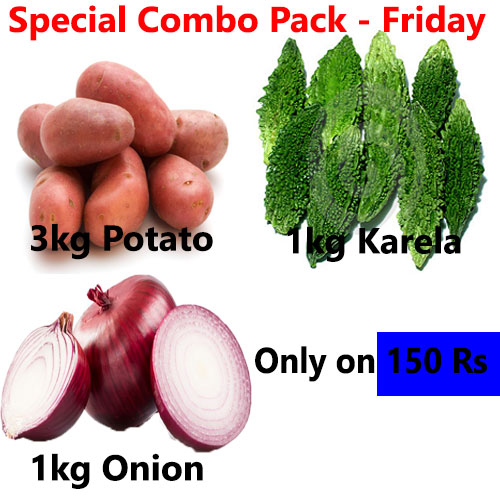 Special Combo Pack - Friday
3kg Potato
1kg Karela
Only on 150 Rs
1kg Onion